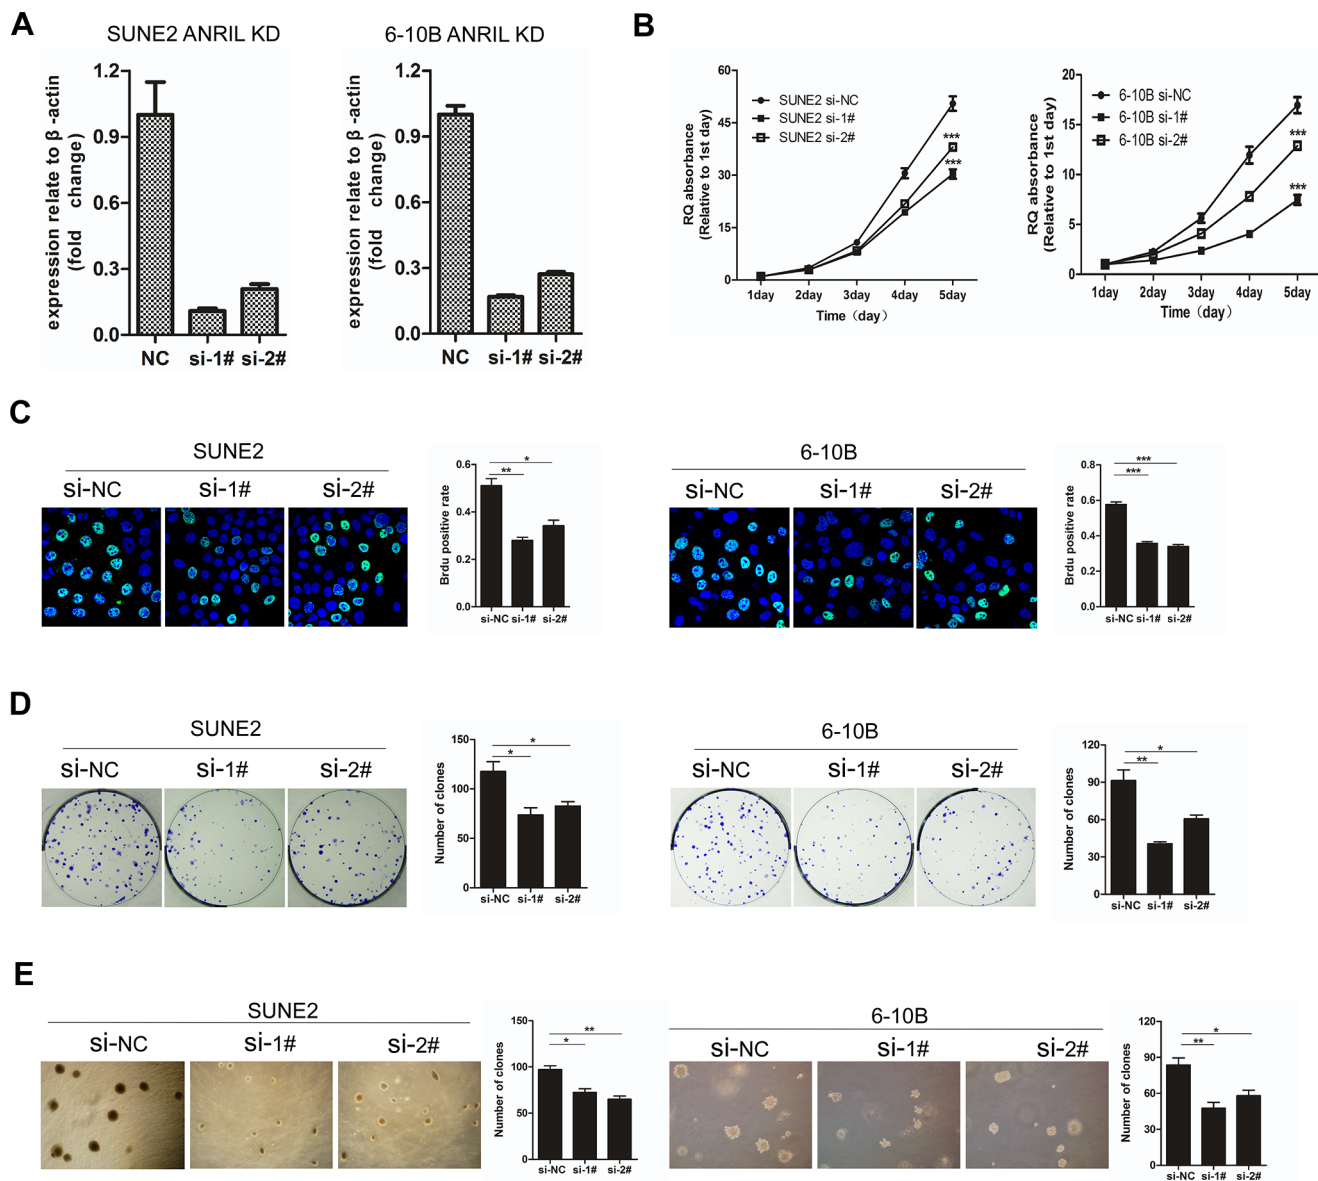 A
SUNE2 ANRIL KD
expression relate to β -actin
(fold change)
1.2
0.9
0.6
0.3
0.0
NC si-1# si-2#
6-10B ANRIL KD
expression relate to β -actin
(fold change)
1.2
0.9
0.6
0.3
0.0
NC si-1# si-2#
B
RQ absorbance
(Relative to 1st day)
60
45
30
15
0
SUNE2 si-NC
SUNE2 si-1#
SUNE2 si-2#
***
***
1day 2day 3day 4day 5day
Time (day)
RQ absorbance
(Relative to 1st day)
20
15
10
5
0
6-10B si-NC
6-10B si-1#
6-10B si-2#
***
***
1day 2day 3day 4day 5day
Time (day)
C
SUNE2
si-NC si-1# si-2#
Brdu positive rate
0.6
0.4
0.2
0.0
*
**
si-NC si-1# si-2#
6-10B
si-NC si-1# si-2#
Brdu positive rate
0.8
0.6
0.4
0.2
0.0
***
***
si-NC si-1# si-2#
D
SUNE2
si-NC si-1# si-2#
Number of clones
150
100
50
0
*
*
si-NC si-1# si-2#
6-10B
si-NC si-1# si-2#
Number of clones
120
90
60
30
0
*
**
si-NC si-1# si-2#
E
SUNE2
si-NC si-1# si-2#
Number of clones
150
100
50
0
**
*
si-NC si-1# si-2#
6-10B
si-NC si-1# si-2#
Number of clones
120
90
60
30
0
*
**
si-NC si-1# si-2#